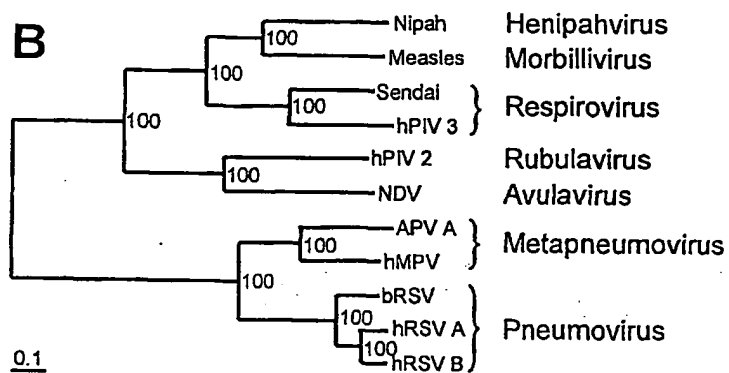 B
Nipah Henipahvirus
100
Measles Morbillivirus
100
Sendai
100 Respirovirus
hPIV 3
100
hPIV 2 Rubulavirus
100
NDV Avulavirus
APV A
100 Metapneumovirus
hMPV
100
bRSV
100
hRSV A Pneumovirus
100
hRSV B
0.1